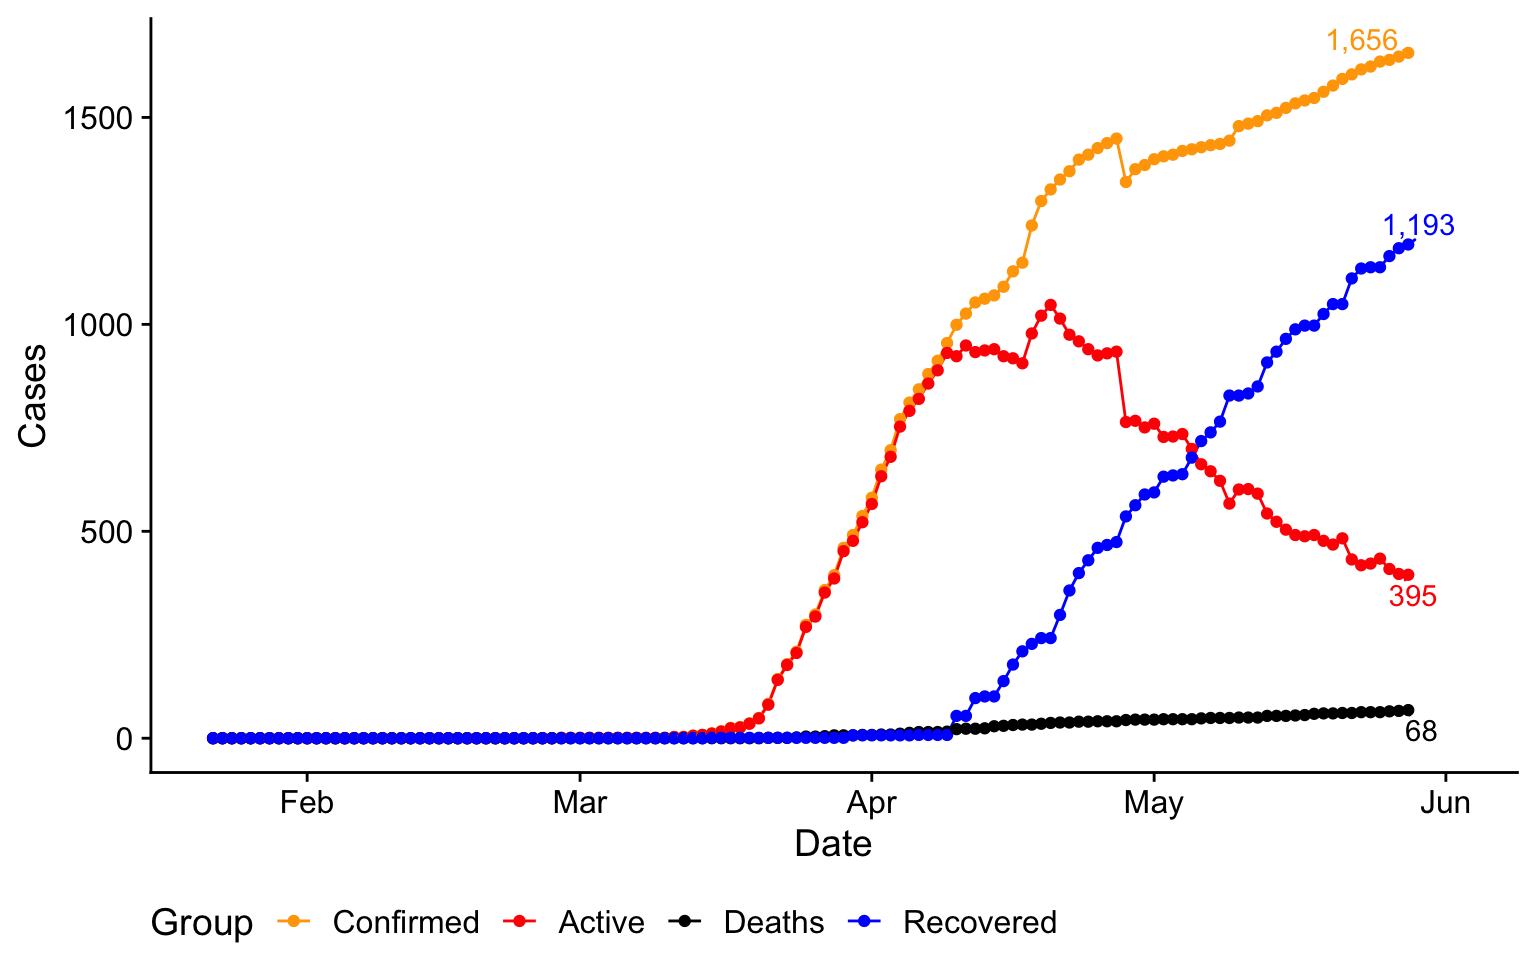 1,656
1500
1,193
1000
Cases
500
395
68
0
Feb Mar Apr May Jun
Date
Group Confirmed Active Deaths Recovered